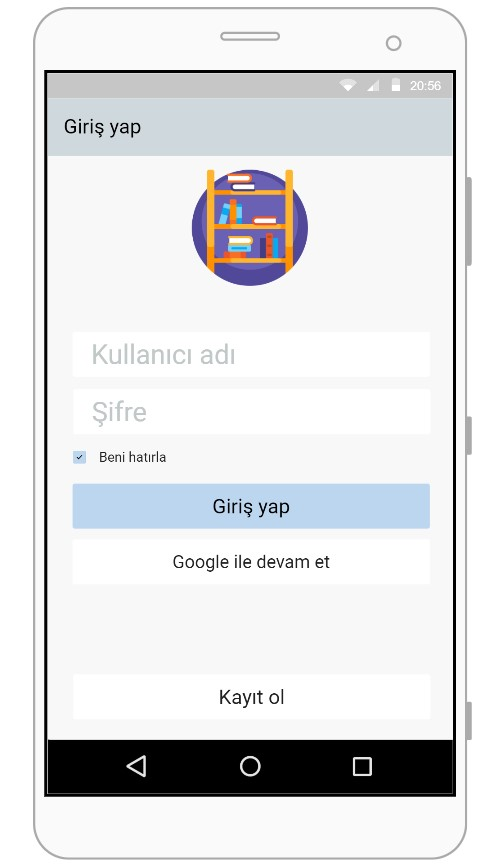 20:56
Giriş yap
Kullanıcı adı
Şifre
Beni hatırla
Giriş yap
Google ile devam et
Kayıt ol